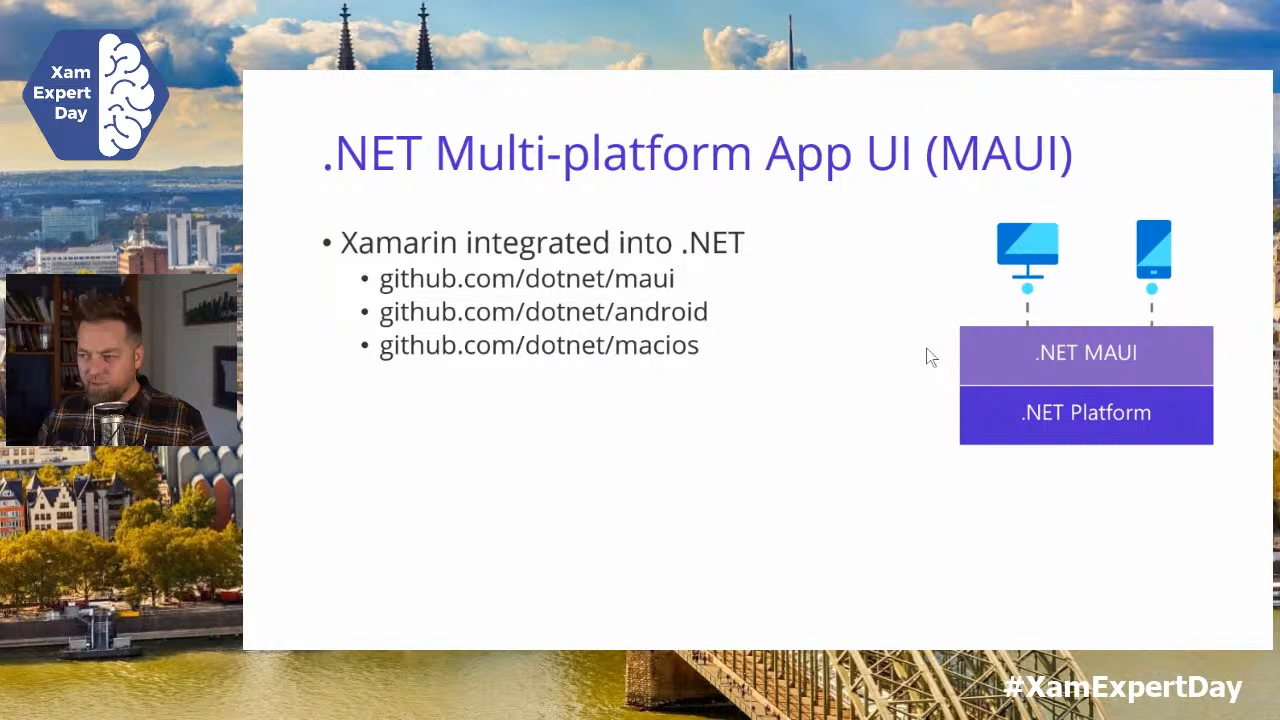 Xam
Expert
Day
.NET Multi-platform App UI (MAUI)
• Xamarin integrated into .NET
• github.com/dotnet/maui
• github.com/dotnet/android
• github.com/dotnet/macios
.NET MAUI
.NET Platform
#XamExpertDay